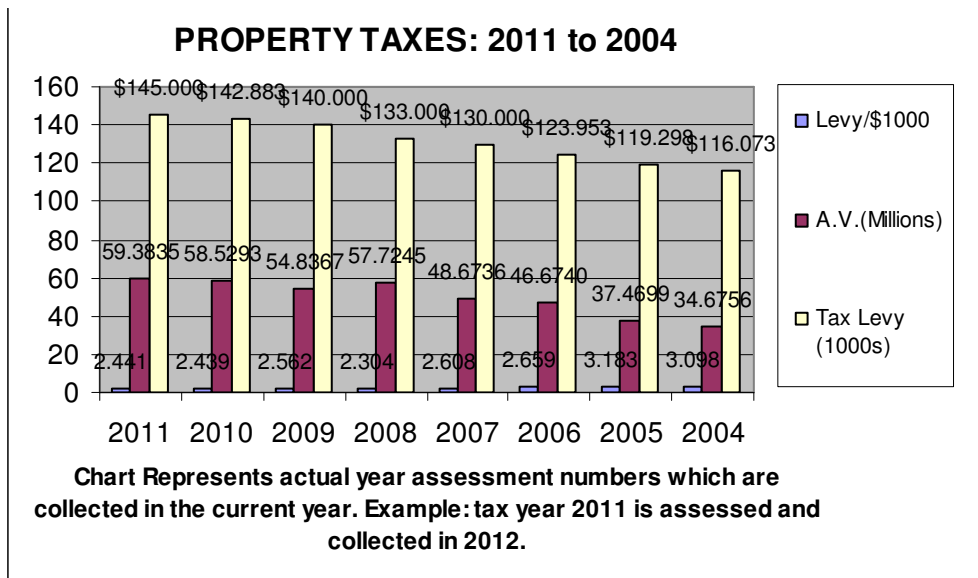 PROPERTY TAXES: 2011 to 2004
160
140
120
100
80
60
40
20
0
$145.000 $142.883 $140.000 $133.000 $130.000 $123.953 $119.298 $116.073
59.3835 58.5293 54.8367 57.7245 48.6736 46.6740 37.4699 34.6756
2.441 2.439 2.562 2.304 2.608 2.659 3.183 3.098
2011 2010 2009 2008 2007 2006 2005 2004
Levy/$1000
A.V.(Millions)
Tax Levy
(1000s)
Chart Represents actual year assessment numbers which are
collected in the current year. Example: tax year 2011 is assessed and
collected in 2012.